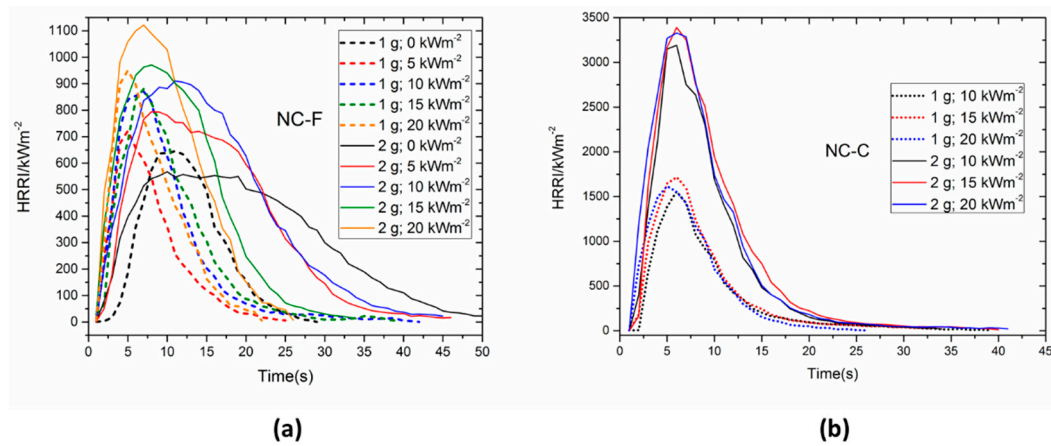 1100
1000
900
800
700
600
500
400
300
200
100
0
HRRI/kWm-2
0 5 10 15 20 25 30 35 40 45 50
Time(s)
NC-F
1 g; 0 kWm-2
1 g; 5 kWm-2
1 g; 10 kWm-2
1 g; 15 kWm-2
1 g; 20 kWm-2
2 g; 0 kWm-2
2 g; 5 kWm-2
2 g; 10 kWm-2
2 g; 15 kWm-2
2 g; 20 kWm-2
(a)
3500
3000
2500
2000
1500
1000
500
0
HRRI/kWm-2
0 5 10 15 20 25 30 35 40 45
Time(s)
NC-C
1 g; 10 kWm-2
1 g; 15 kWm-2
1 g; 20 kWm-2
2 g; 10 kWm-2
2 g; 15 kWm-2
2 g; 20 kWm-2
(b)